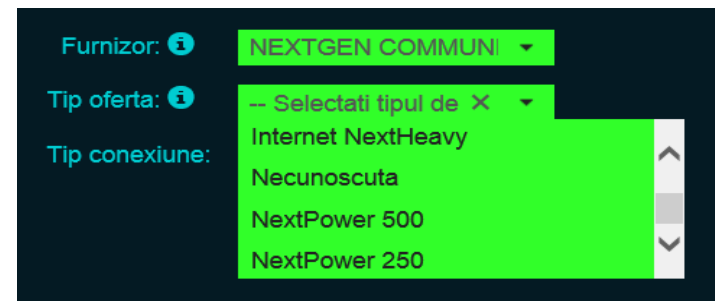 Furnizor: NEXTGEN COMMUNI
Tip oferta: -- Selectati tipul de
Internet NextHeavy
Tip conexiune:
Necunoscuta
NextPower 500
NextPower 250